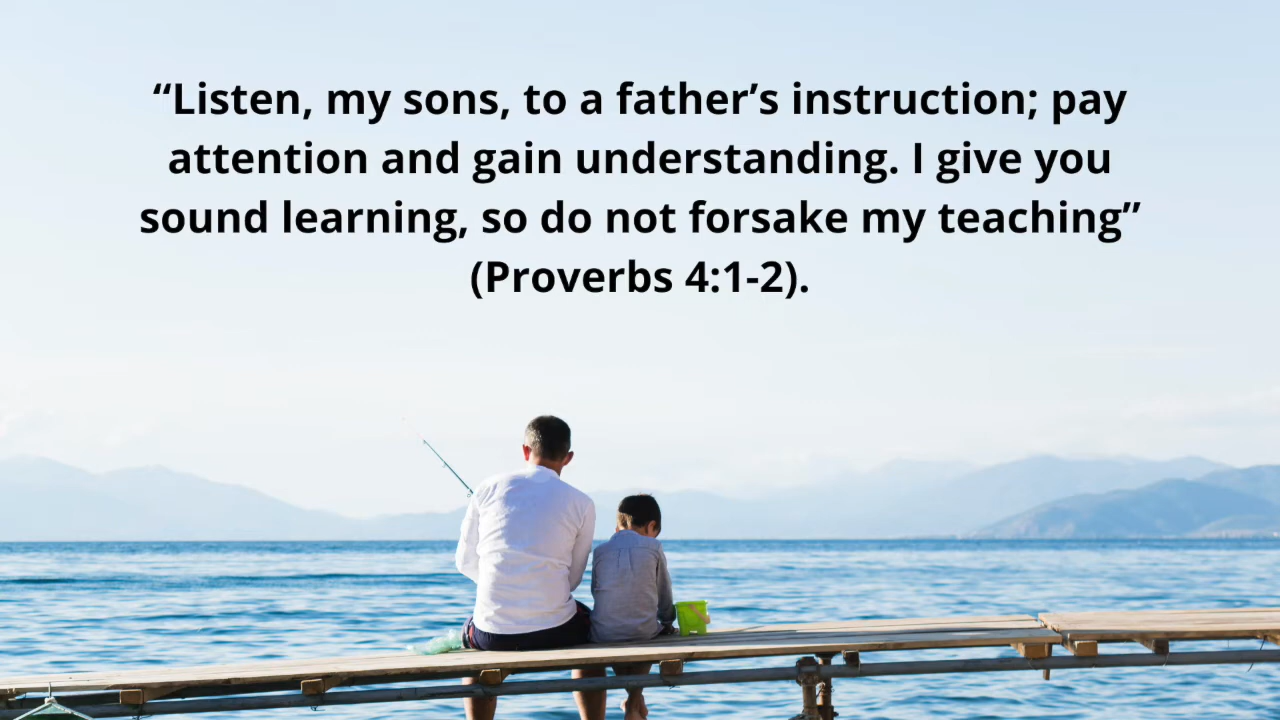 “Listen, my sons, to a father’s instruction; pay
attention and gain understanding. I give you
sound learning, so do not forsake my teaching”
(Proverbs 4:1-2).